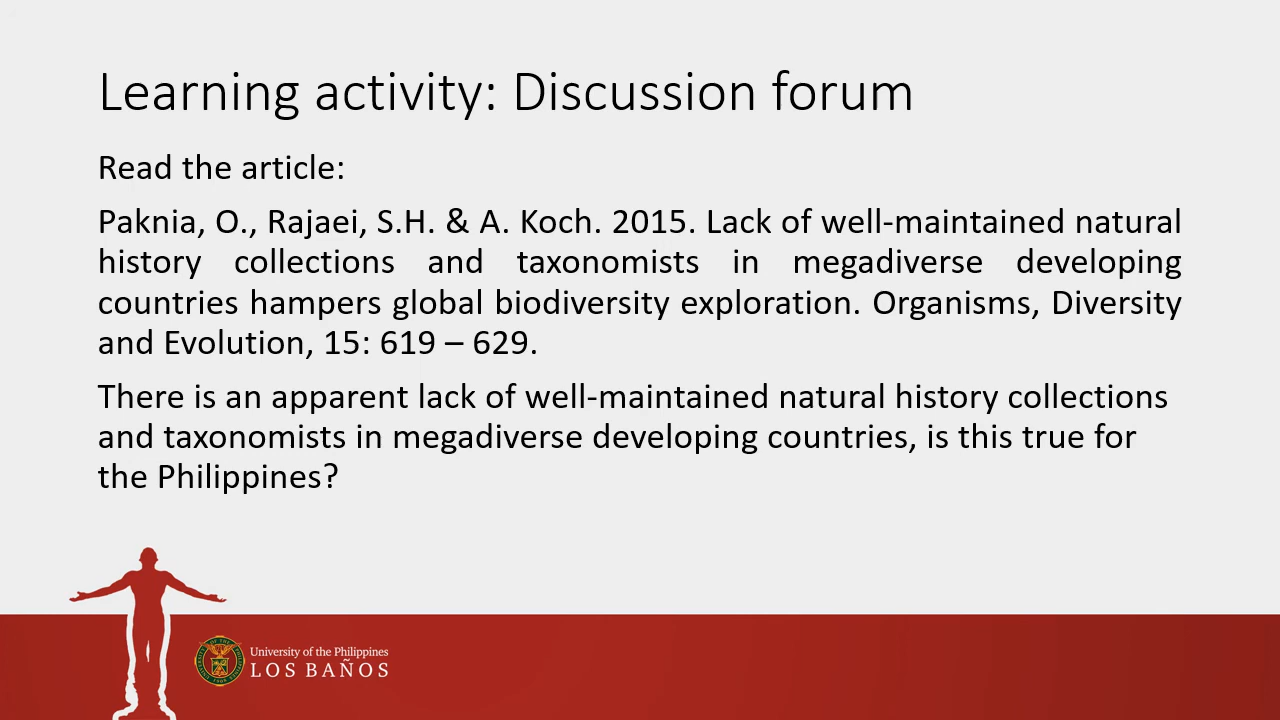 Learning activity: Discussion forum
Read the article:
Paknia, O., Rajaei, S.H. & A. Koch. 2015. Lack of well-maintained natural
history collections and taxonomists in megadiverse developing
countries hampers global biodiversity exploration. Organisms, Diversity
and Evolution, 15: 619 – 629.
There is an apparent lack of well-maintained natural history collections
and taxonomists in megadiverse developing countries, is this true for
the Philippines?
University of the Philippines
LOS BAÑOS